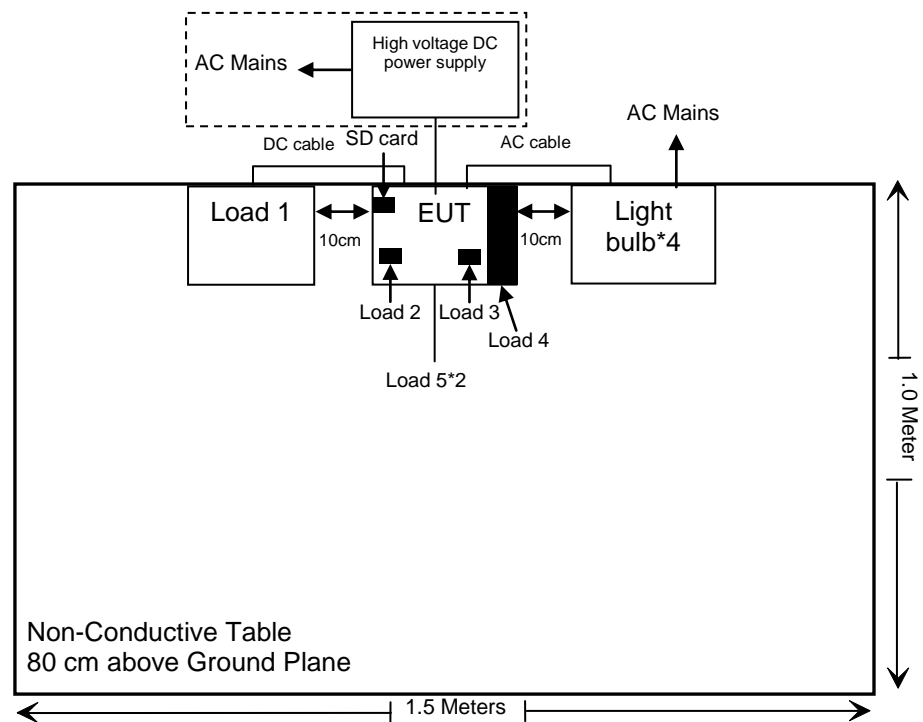 High voltage DC
power supply
AC Mains
AC Mains
DC cable
SD card
AC cable
Load 1
EUT
Light
bulb*4
10cm
10cm
Load 2
Load 3
Load 4
Load 5*2
1.0 Meter
Non-Conductive Table
80 cm above Ground Plane
1.5 Meters